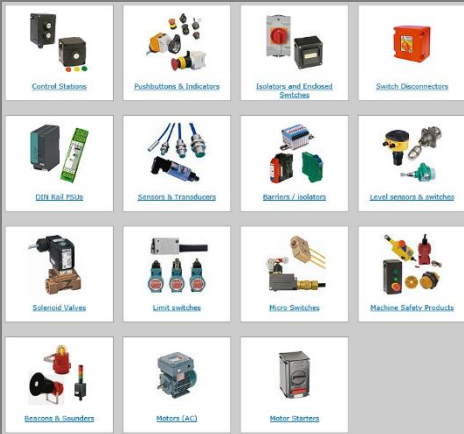 Control Stations
Pushbuttons & Indicators
Isolators and Enclosed
Switches
Switch Disconnectors
DIN Rail PSUs
Sensors & Transducers
Barriers / isolators
Level sensors & switches
Solenoid Valves
Limit switches
Micro Switches
Machine Safety Products
Beacons & Sounders
Motors (AC)
Motor Starters